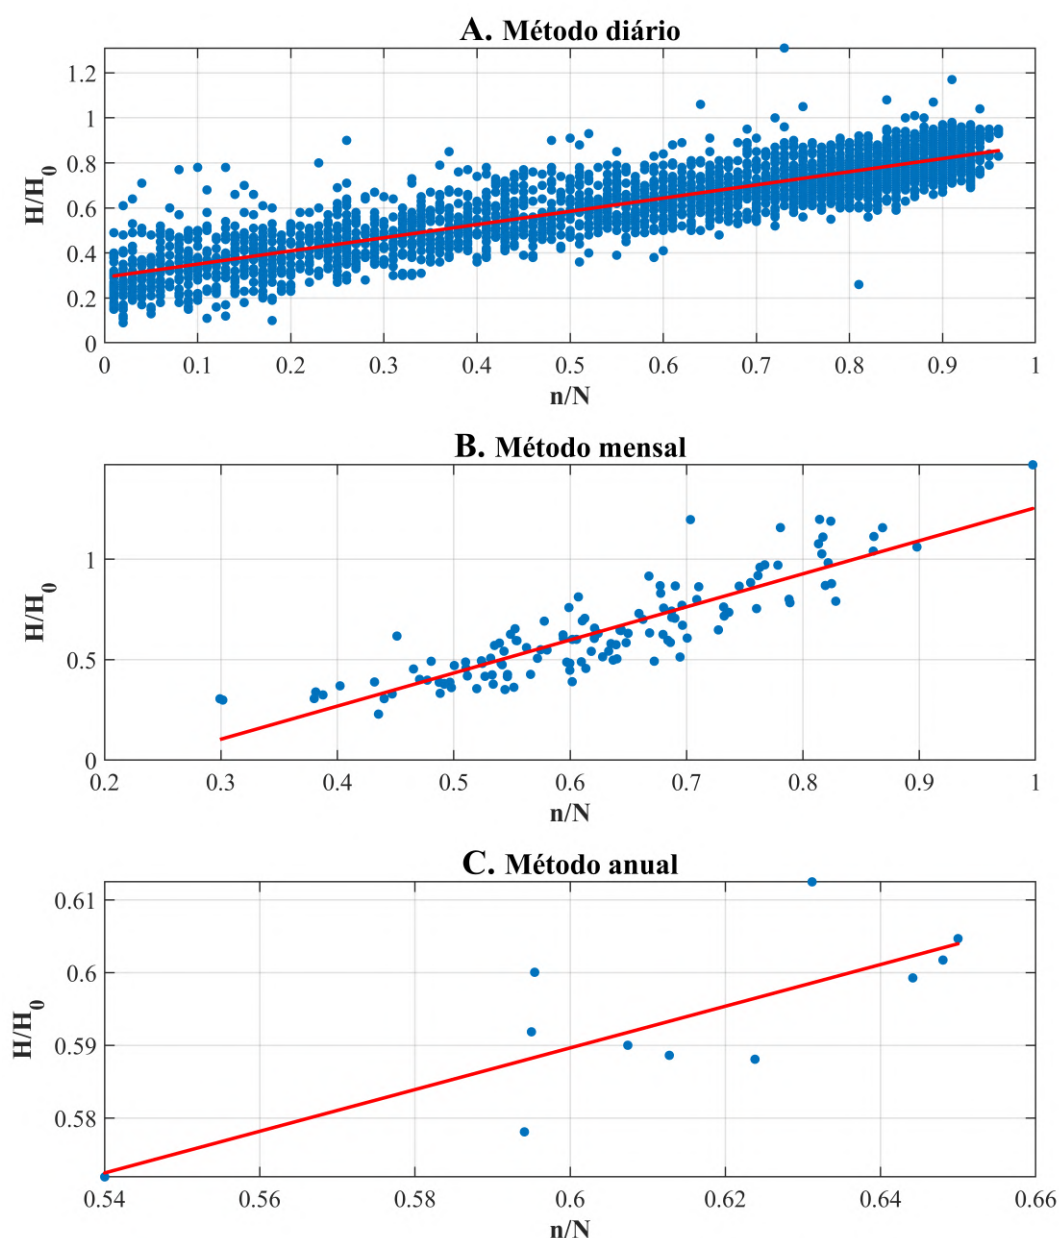 A. Método diário
1.2
1
0.8
0.6
0.4
0.2
0
H/H0
0 0.1 0.2 0.3 0.4 0.5 0.6 0.7 0.8 0.9 1
n/N
B. Método mensal
1
0.5
0
H/H0
0.2 0.3 0.4 0.5 0.6 0.7 0.8 0.9 1
n/N
C. Método anual
0.61
0.6
0.59
0.58
H/H0
0.54 0.56 0.58 0.6 0.62 0.64 0.66
n/N